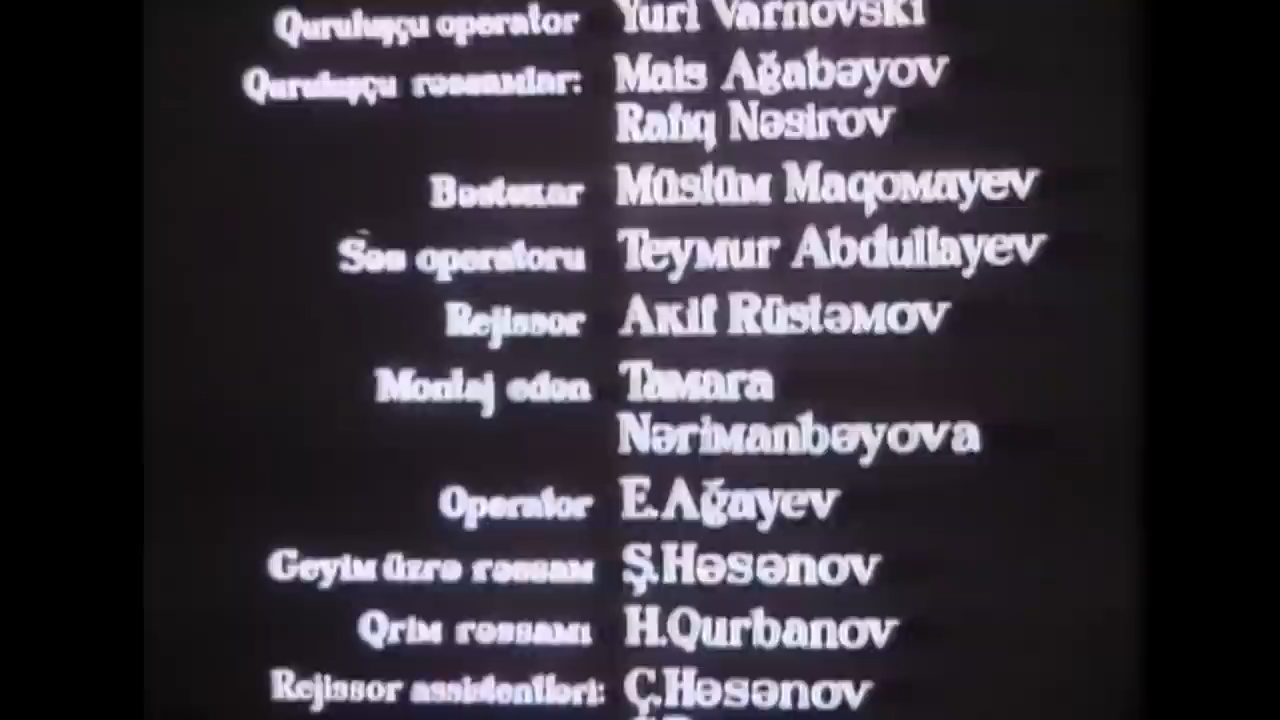 Quruluşçu operator Yuri Varnovski
Quruluşçu rəssamlar: Mais Ağabəyov
Rafiq Nəsirov
Bəstəkar Müslüm Maqomayev
Səs operatoru Teymur Abdullayev
Rejissor Akif Rüstəmov
Montaj edən Tamara
Nərimanbəyova
Operator E.Ağayev
Geyim üzrə rəssam Ş.Həsənov
Qrim rəssamı H.Qurbanov
Rejissor assistentləri: Ç.Həsənov